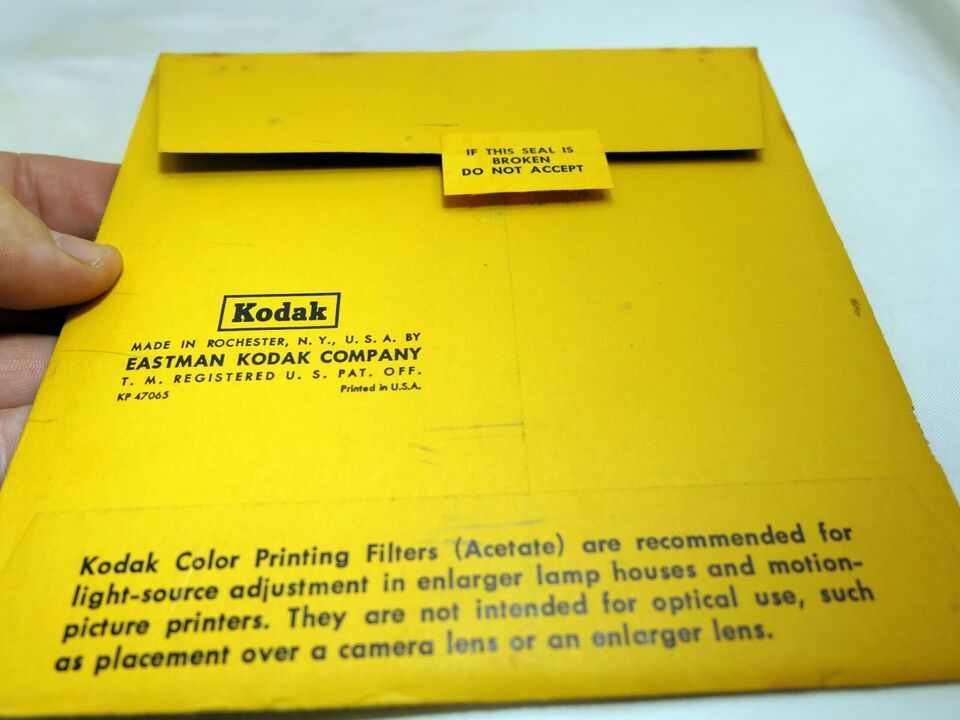 IF THIS SEAL IS
BROKEN
DO NOT ACCEPT
Kodak
MADE IN ROCHESTER, N. Y., U. S. A. BY
EASTMAN KODAK COMPANY
T. M. REGISTERED U. S. PAT. OFF.
KP 47065 Printed in U.S.A.
Kodak Color Printing Filters (Acetate) are recommended for
light-source adjustment in enlarger lamp houses and motion-
picture printers. They are not intended for optical use, such
as placement over a camera lens or an enlarger lens.